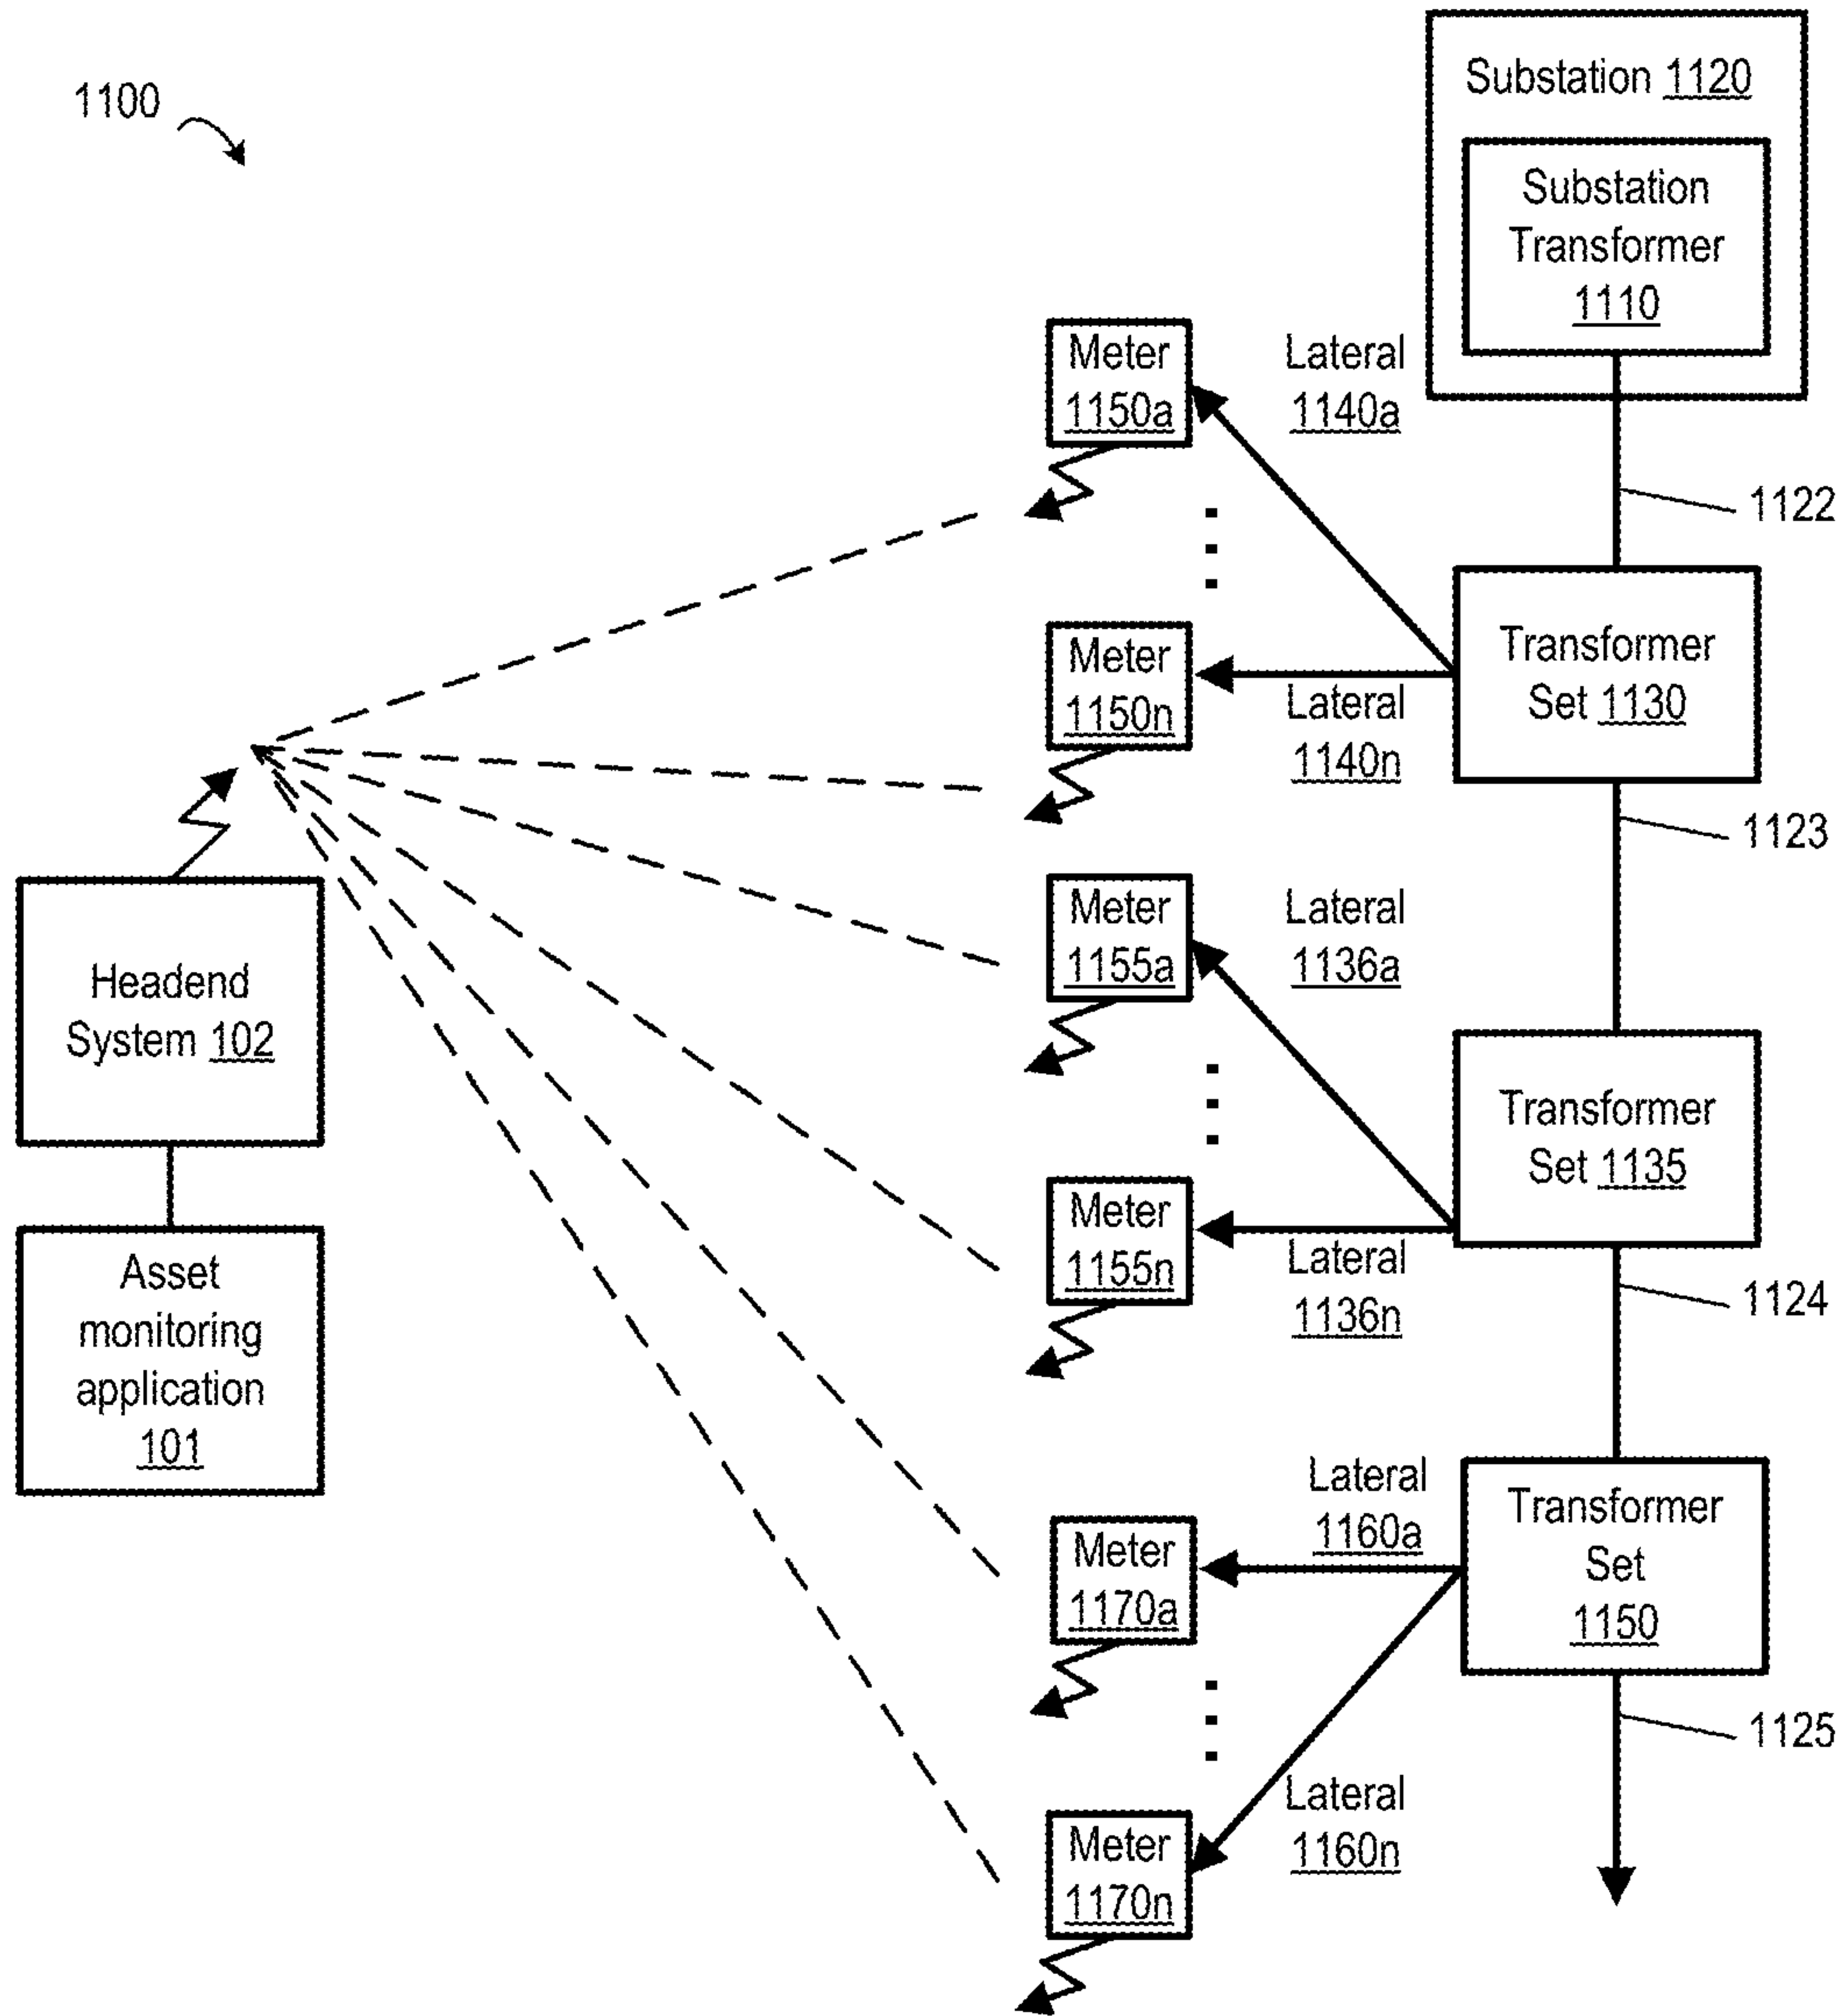 1100
Substation 1120
Substation
Transformer
1110
Meter
1150a
Lateral
1140a
1122
Meter
1150n
Lateral
1140n
Transformer
Set 1130
1123
Headend
System 102
Meter
1155a
Lateral
1136a
Transformer
Set 1135
Asset
monitoring
application
101
Meter
1155n
Lateral
1136n
1124
Lateral
1160a
Meter
1170a
Transformer
Set
1150
1125
Lateral
1160n
Meter
1170n